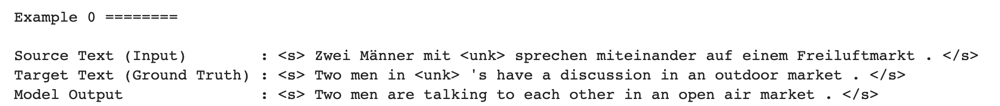 Example 0 ========
Source Text (Input)        : <s> Zwei Männer mit <unk> sprechen miteinander auf einem Freiluftmarkt . </s>
Target Text (Ground Truth) : <s> Two men in <unk> 's have a discussion in an outdoor market . </s>
Model Output               : <s> Two men are talking to each other in an open air market . </s>